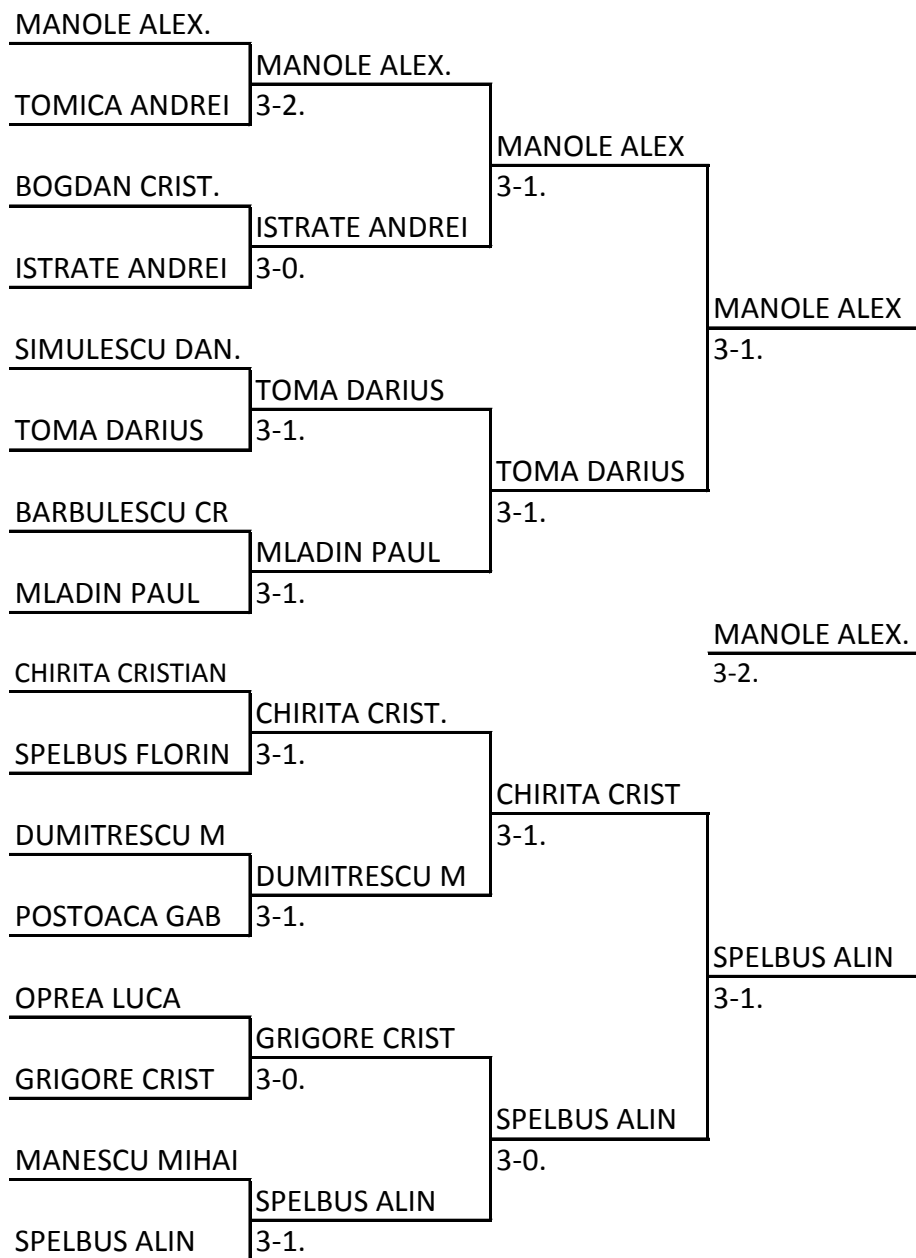 MANOLE ALEX.
MANOLE ALEX.
TOMICA ANDREI
3-2.
MANOLE ALEX
BOGDAN CRIST.
3-1.
ISTRATE ANDREI
ISTRATE ANDREI
3-0.
MANOLE ALEX
SIMULESCU DAN.
3-1.
TOMA DARIUS
TOMA DARIUS
3-1.
TOMA DARIUS
BARBULESCU CR
3-1.
MLADIN PAUL
MLADIN PAUL
3-1.
MANOLE ALEX.
CHIRITA CRISTIAN
3-2.
CHIRITA CRIST.
SPELBUS FLORIN
3-1.
CHIRITA CRIST
DUMITRESCU M
3-1.
DUMITRESCU M
POSTOACA GAB
3-1.
SPELBUS ALIN
OPREA LUCA
3-1.
GRIGORE CRIST
GRIGORE CRIST
3-0.
SPELBUS ALIN
MANESCU MIHAI
3-0.
SPELBUS ALIN
SPELBUS ALIN
3-1.